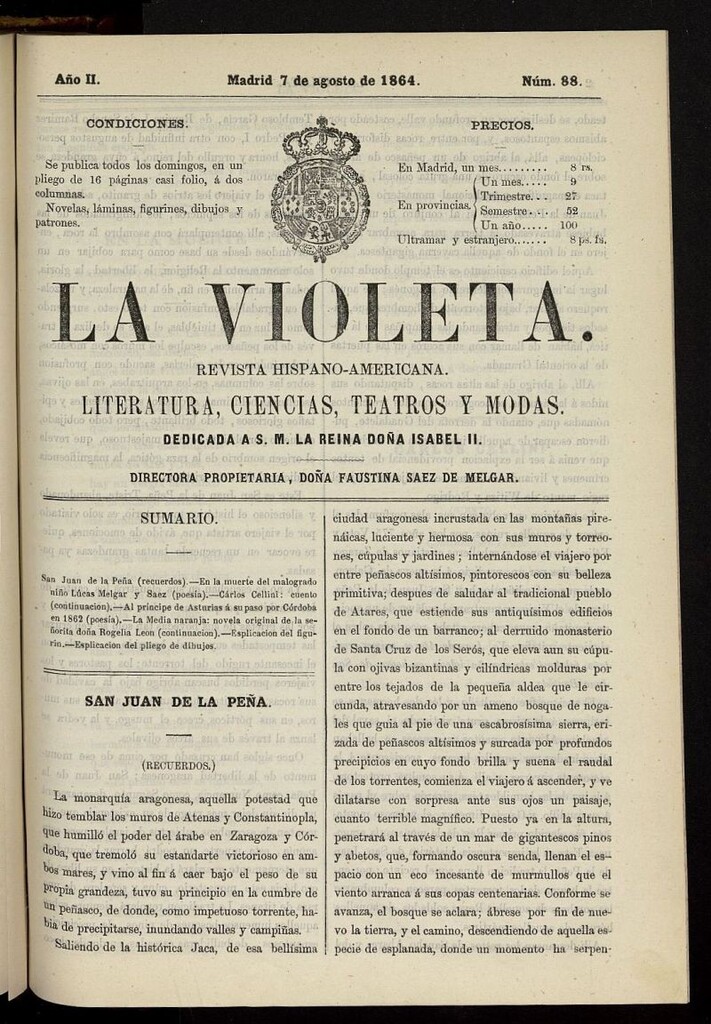 Año II.
Madrid 7 de agosto de 1864.
Núm. 88.
CONDICIONES.
Se publica todos los domingos, en un
pliego de 16 páginas casi folio, á dos
columnas.
Novelas, láminas, figurines, dibujos y
patrones.
PRECIOS.
En Madrid, un mes......... 8 rs.
En provincias.
Un mes..... 9
Trimestre... 27
Semestre.... 52
Un año..... 100
Ultramar y estranjero...... 8 ps. fs.
LA VIOLETA.
REVISTA HISPANO-AMERICANA.
LITERATURA, CIENCIAS, TEATROS Y MODAS.
DEDICADA A S. M. LA REINA DOÑA ISABEL II.
DIRECTORA PROPIETARIA, DOÑA FAUSTINA SAEZ DE MELGAR.
SUMARIO.
San Juan de la Peña (recuerdos).—En la muerte del malogrado
niño Lúcas Melgar y Saez (poesía).—Cárlos Cellini: cuento
(continuacion).—Al príncipe de Asturias á su paso por Córdoba
en 1862 (poesía).—La Media naranja: novela original de la se-
ñorita doña Rogelia Leon (continuacion).—Esplicacion del figu-
rin.—Esplicacion del pliego de dibujos.
SAN JUAN DE LA PEÑA.
(RECUERDOS.)
La monarquía aragonesa, aquella potestad que
hizo temblar los muros de Atenas y Constantinopla,
que humilló el poder del árabe en Zaragoza y Cór-
doba, que tremoló su estandarte victorioso en am-
bos mares, y vino al fin á caer bajo el peso de su
propia grandeza, tuvo su principio en la cumbre de
un peñasco, de donde, como impetuoso torrente, ha-
bia de precipitarse, inundando valles y campiñas.
Saliendo de la histórica Jaca, de esa bellísima
ciudad aragonesa incrustada en las montañas pire-
náicas, luciente y hermosa con sus muros y torreo-
nes, cúpulas y jardines; internándose el viajero por
entre peñascos altísimos, pintorescos con su belleza
primitiva; despues de saludar al tradicional pueblo
de Atares, que estiende sus antiquísimos edificios
en el fondo de un barranco; al derruido monasterio
de Santa Cruz de los Serós, que eleva aun su cúpu-
la con ojivas bizantinas y cilíndricas molduras por
entre los tejados de la pequeña aldea que le cir-
cunda, atravesando por un ameno bosque de noga-
les que guia al pie de una escabrosísima sierra, eri-
zada de peñascos altísimos y surcada por profundos
precipicios en cuyo fondo brilla y suena el raudal
de los torrentes, comienza el viajero á ascender, y ve
dilatarse con sorpresa ante sus ojos un paisaje,
cuanto terrible magnífico. Puesto ya en la altura,
penetrará al través de un mar de gigantescos pinos
y abetos, que, formando oscura senda, llenan el es-
pacio con un eco incesante de murmullos que el
viento arranca á sus copas centenarias. Conforme se
avanza, el bosque se aclara; ábrese por fin de nue-
vo la tierra, y el camino, descendiendo de aquella es-
pecie de esplanada, donde un momento ha serpen-